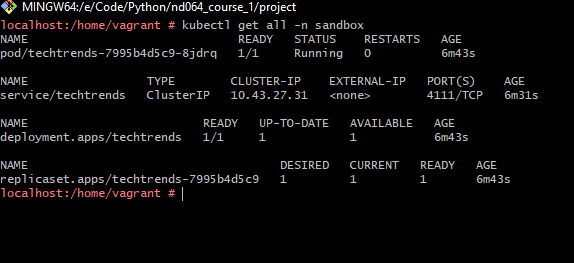 MINGW64:/e/Code/Python/nd064_course_1/project
localhost:/home/vagrant # kubectl get all -n sandbox
NAME READY STATUS RESTARTS AGE
pod/techtrends-7995b4d5c9-8jdrq 1/1 Running 0 6m43s
NAME TYPE CLUSTER-IP EXTERNAL-IP PORT(S) AGE
service/techtrends ClusterIP 10.43.27.31 <none> 4111/TCP 6m31s
NAME READY UP-TO-DATE AVAILABLE AGE
deployment.apps/techtrends 1/1 1 1 6m43s
NAME DESIRED CURRENT READY AGE
replicaset.apps/techtrends-7995b4d5c9 1 1 1 6m43s
localhost:/home/vagrant #